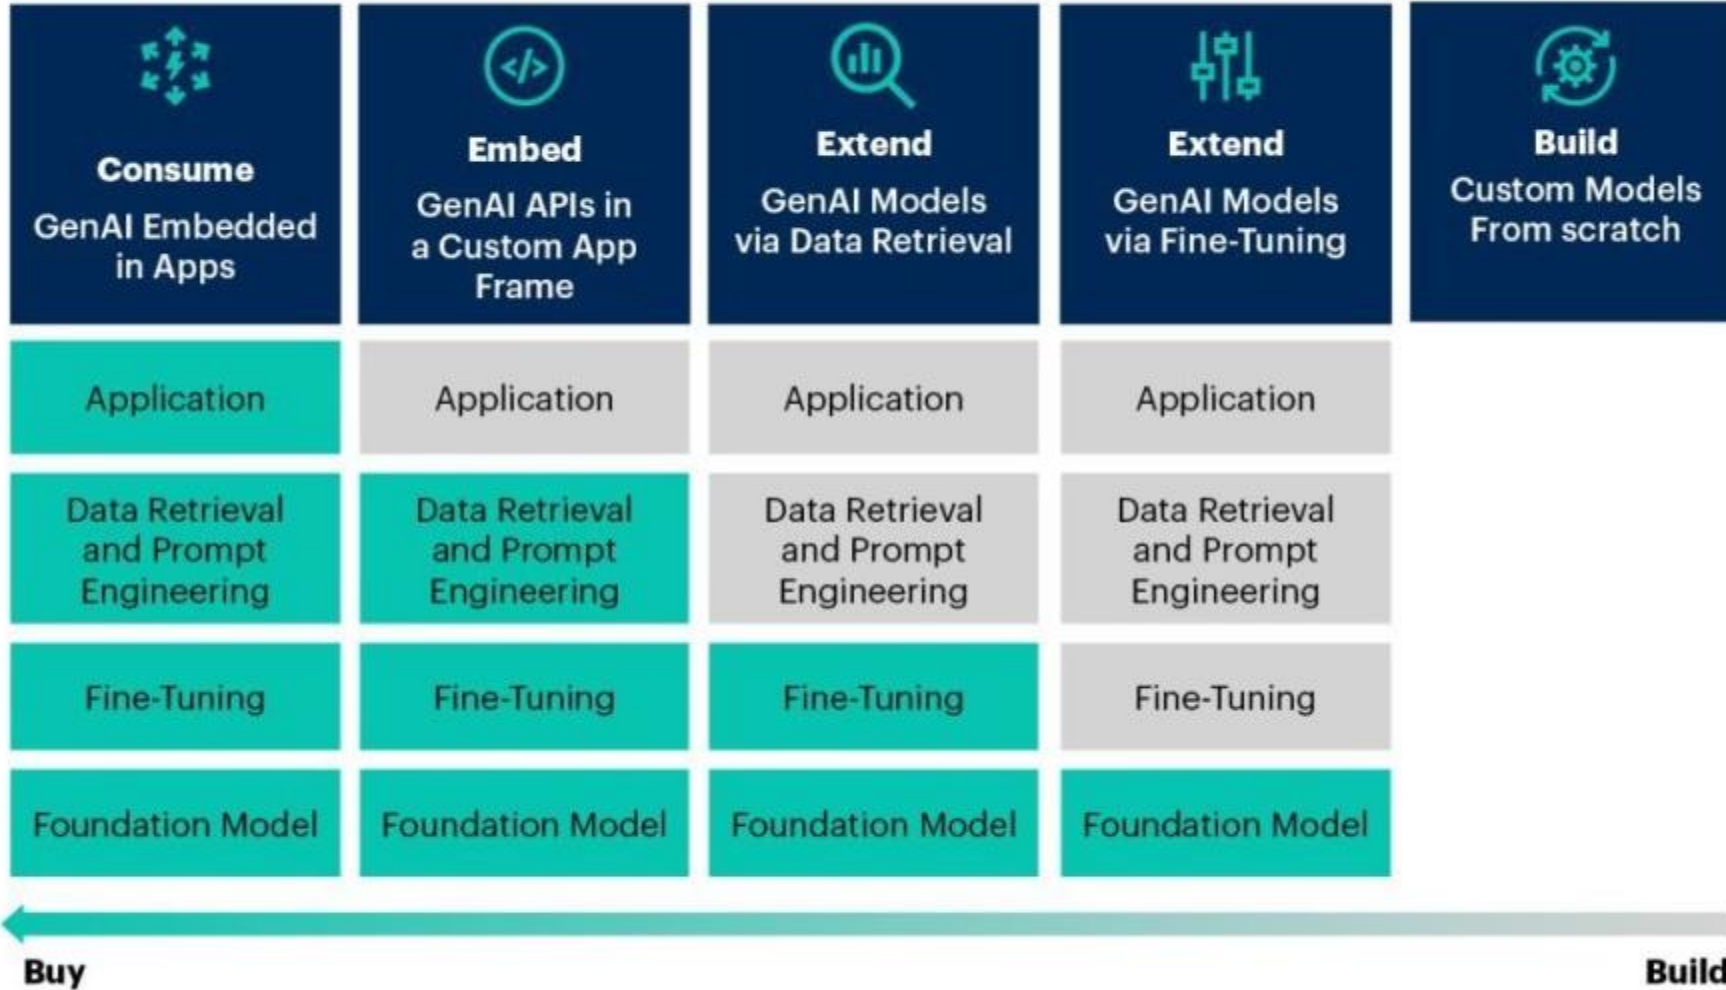 Consume
GenAI Embedded
in Apps
Embed
GenAI APIs in
a Custom App
Frame
Extend
GenAI Models
via Data Retrieval
Extend
GenAI Models
via Fine-Tuning
Build
Custom Models
From scratch
Application
Application
Application
Application
Data Retrieval
and Prompt
Engineering
Data Retrieval
and Prompt
Engineering
Data Retrieval
and Prompt
Engineering
Data Retrieval
and Prompt
Engineering
Fine-Tuning
Fine-Tuning
Fine-Tuning
Fine-Tuning
Foundation Model
Foundation Model
Foundation Model
Foundation Model
Buy
Build